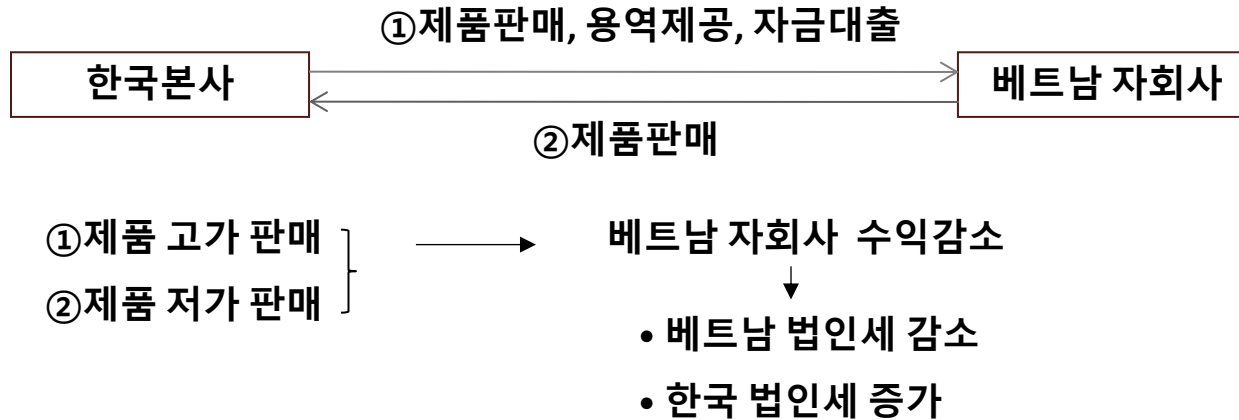 ①제품판매, 용역제공, 자금대출
한국본사
베트남 자회사
②제품판매
①제품 고가 판매
베트남 자회사 수익감소
②제품 저가 판매
• 베트남 법인세 감소
• 한국 법인세 증가